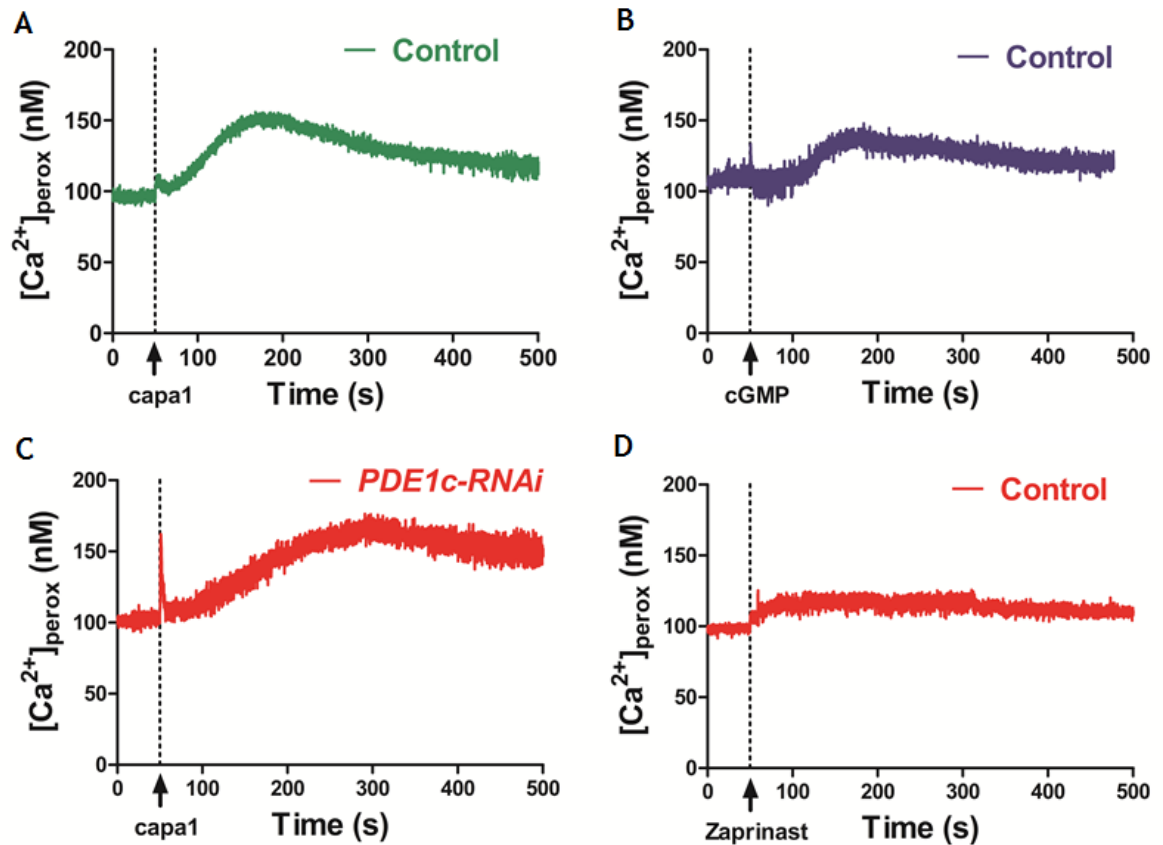 A
Control
[Ca2+]perox (nM)
200
150
100
50
0
0 100 200 300 400 500
capa1
Time (s)
B
Control
[Ca2+]perox (nM)
200
150
100
50
0
0 100 200 300 400 500
cGMP
Time (s)
C
PDE1c-RNAi
[Ca2+]perox (nM)
200
150
100
50
0
0 100 200 300 400 500
capa1
Time (s)
D
Control
[Ca2+]perox (nM)
200
150
100
50
0
0 100 200 300 400 500
Zaprinast
Time (s)